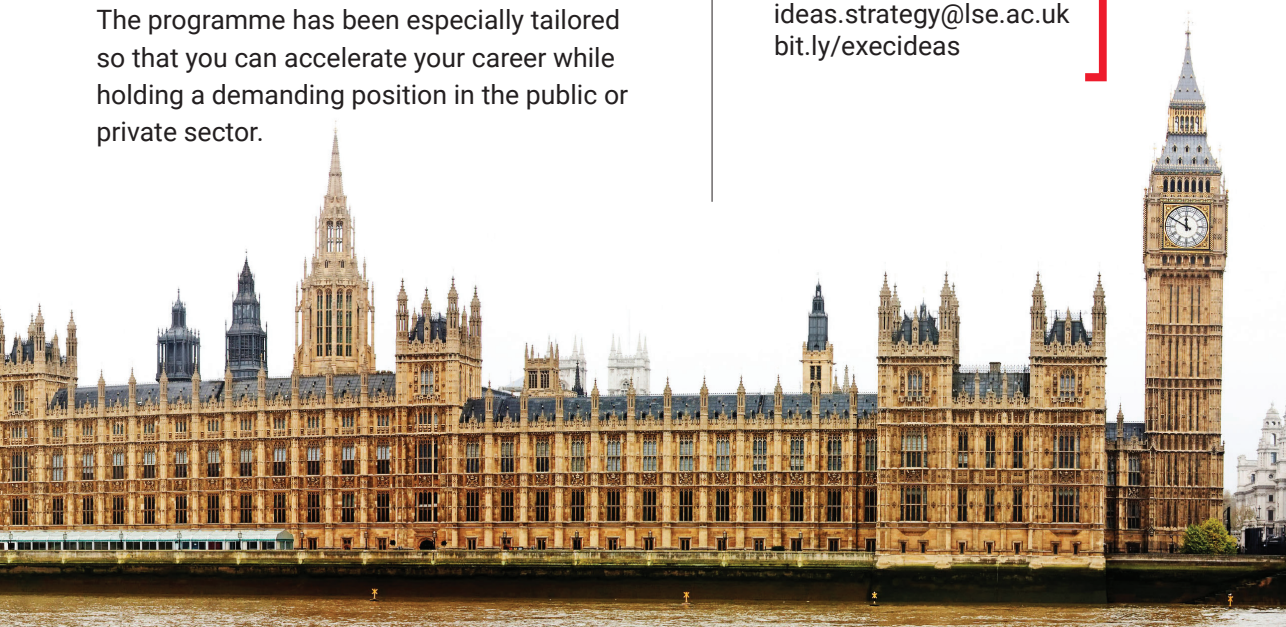 The programme has been especially tailored
so that you can accelerate your career while
holding a demanding position in the public or
private sector.
ideas.strategy@lse.ac.uk
bit.ly/execideas